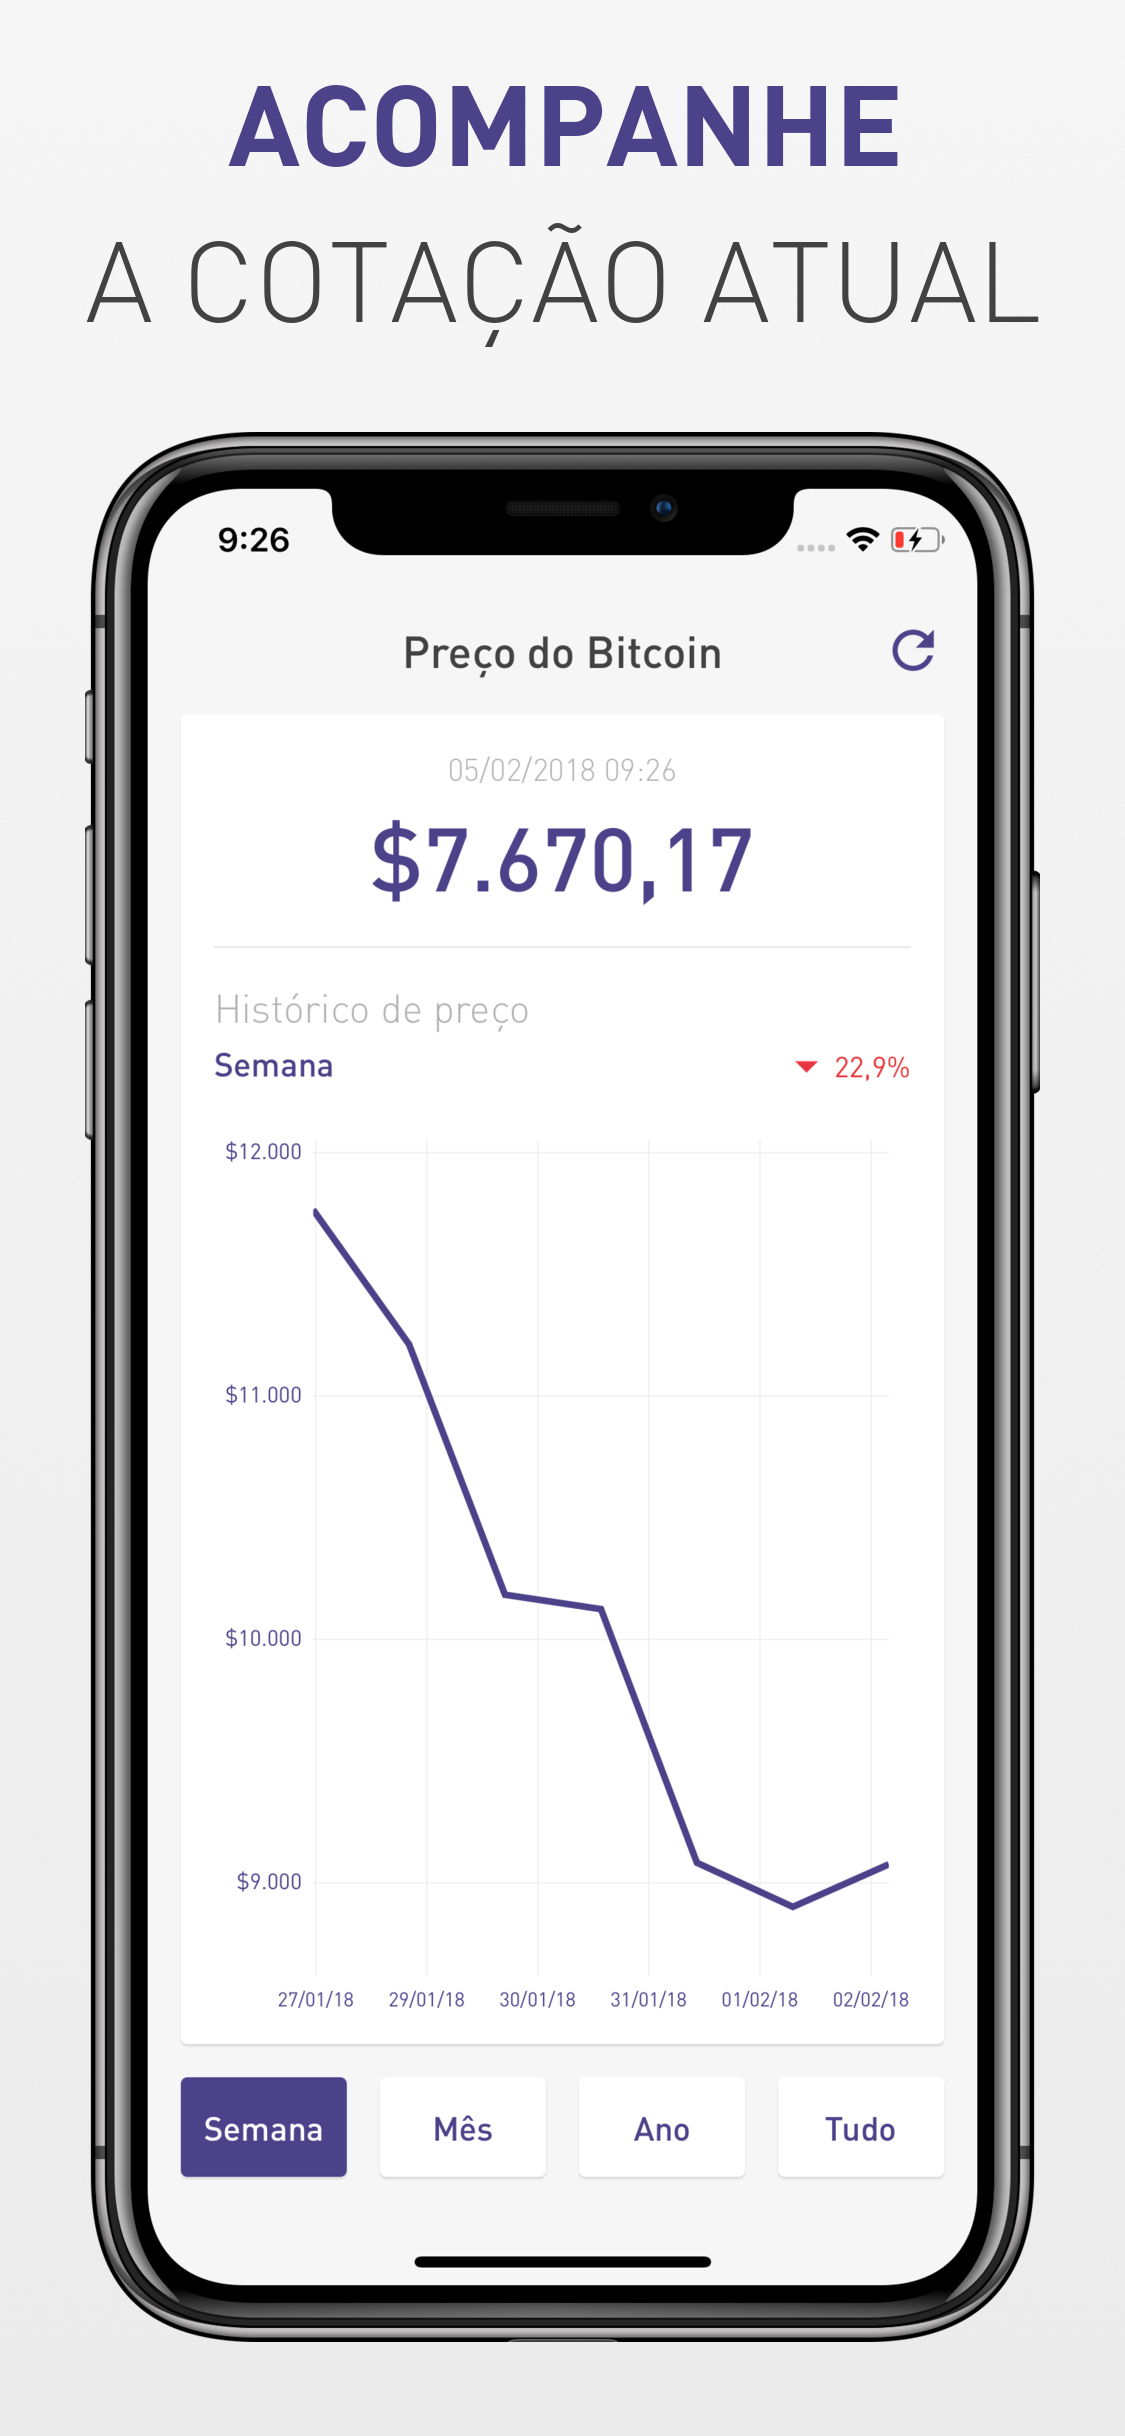 ACOMPANHE
A COTAÇÃO ATUAL
9:26
Preço do Bitcoin
05/02/2018 09:26
$7.670,17
Histórico de preço
Semana 22,9%
$12.000
$11.000
$10.000
$9.000
27/01/18 29/01/18 30/01/18 31/01/18 01/02/18 02/02/18
Semana Mês Ano Tudo